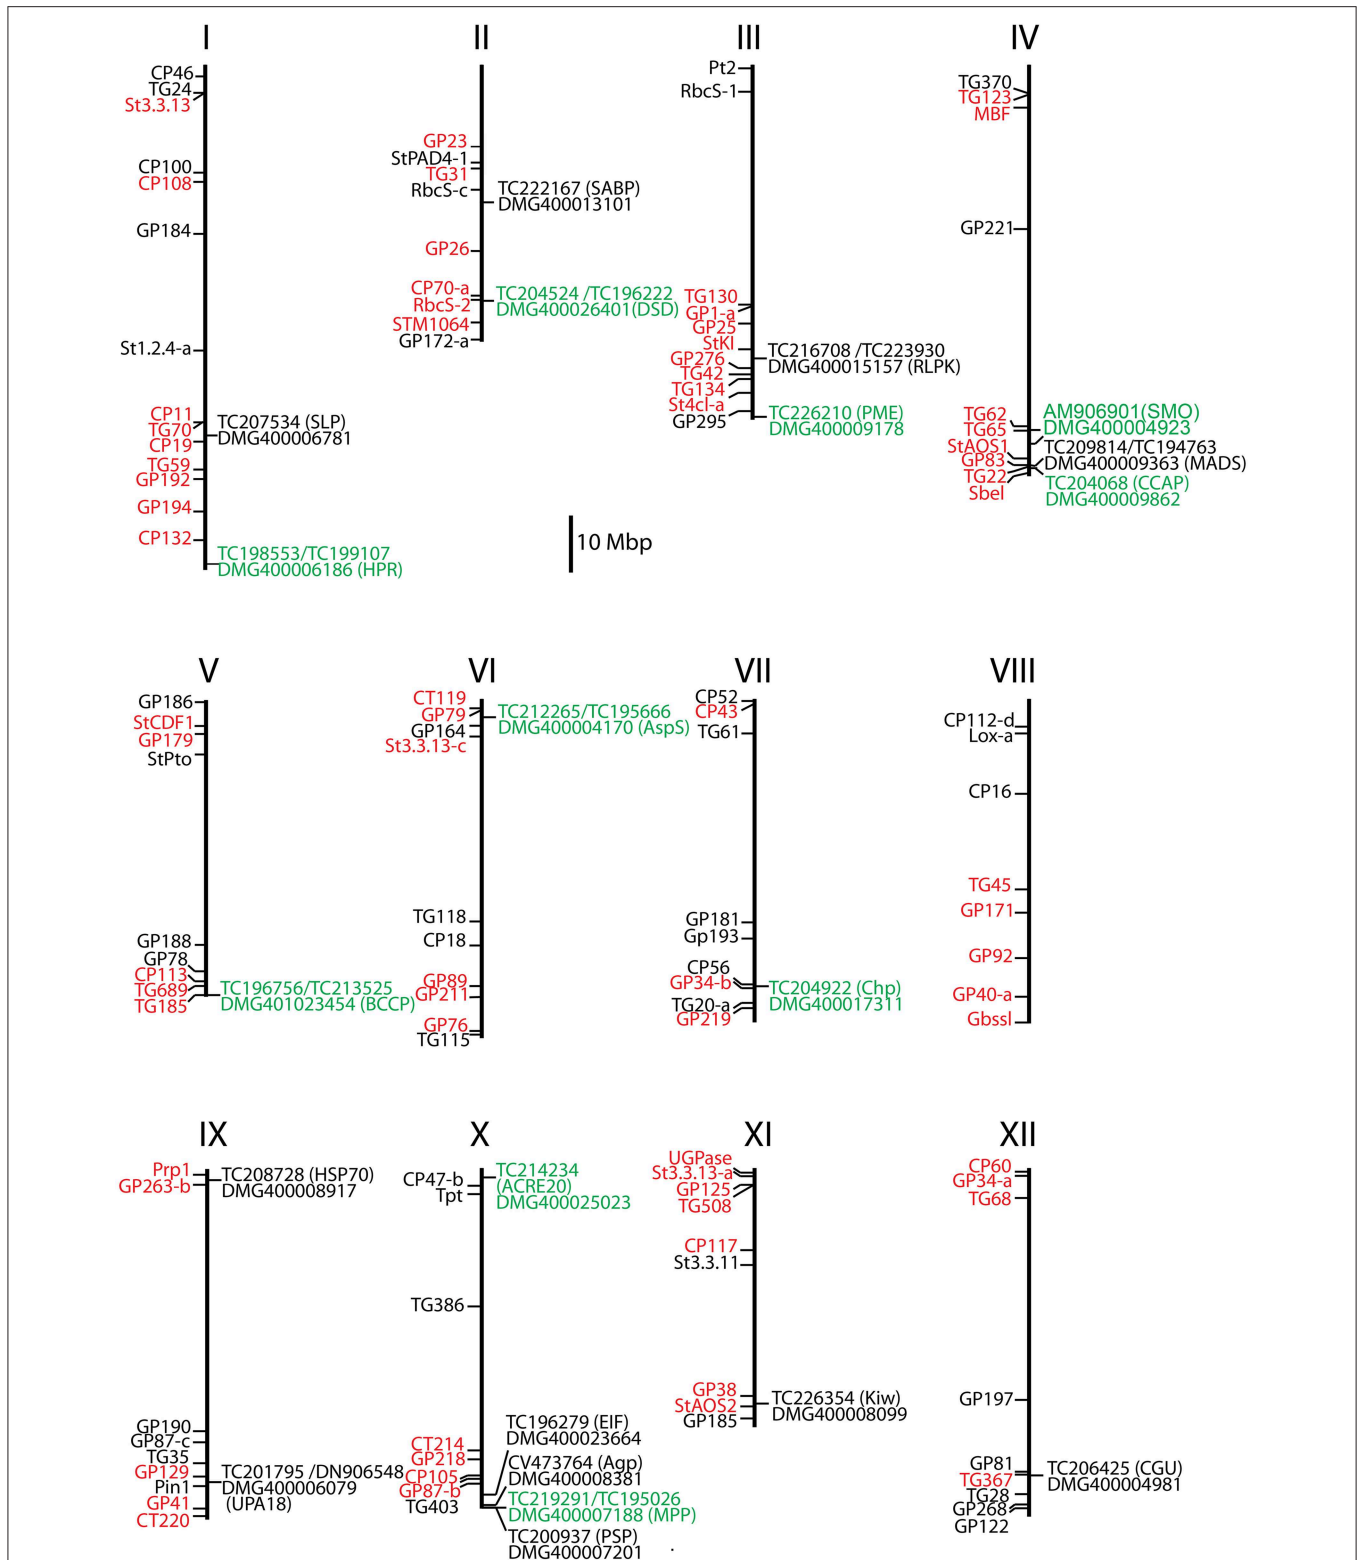 I
CP46
TG24
St3.3.13
CP100
CP108
GP184
St1.2.4-a
CP11
TG70
CP19
TG59
GP192
GP194
CP132
TC207534 (SLP)
DMG400006781
TC198553/TC199107
DMG400006186 (HPR)
II
GP23
StPAD4-1
TG31
RbcS-c
GP26
CP70-a
RbcS-2
STM1064
GP172-a
TC222167 (SABP)
DMG400013101
TC204524 /TC196222
DMG400026401(DSD)
10 Mbp
III
Pt2
RbcS-1
TG130
GP1-a
GP25
StKI
GP276
TG42
TG134
St4cl-a
GP295
TC216708 /TC223930
DMG400015157 (RLPK)
TC226210 (PME)
DMG400009178
IV
TG370
TG123
MBF
GP221
TG62
TG65
StAOS1
GP83
TG22
SbeI
AM906901(SMO)
DMG400004923
TC209814/TC194763
DMG400009363 (MADS)
TC204068 (CCAP)
DMG400009862
V
GP186
StCDF1
GP179
StPto
GP188
GP78
CP113
TG689
TG185
TC196756/TC213525
DMG401023454 (BCCP)
VI
CT119
GP79
GP164
St3.3.13-c
TG118
CP18
GP89
GP211
GP76
TG115
TC212265/TC195666
DMG400004170 (AspS)
VII
CP52
CP43
TG61
GP181
Gp193
CP56
GP34-b
TG20-a
GP219
TC204922 (Chp)
DMG400017311
VIII
CP112-d
Lox-a
CP16
TG45
GP171
GP92
GP40-a
GbssI
IX
Prp1
GP263-b
GP190
GP87-c
TG35
GP129
Pin1
GP41
CT220
TC208728 (HSP70)
DMG400008917
TC201795 /DN906548
DMG400006079
(UPA18)
X
CP47-b
Tpt
TG386
CT214
GP218
CP105
GP87-b
TG403
TC214234
(ACRE20)
DMG400025023
TC196279 (EIF)
DMG400023664
CV473764 (Agp)
DMG400008381
TC219291/TC195026
DMG400007188 (MPP)
TC200937 (PSP)
DMG400007201
XI
UGPase
St3.3.13-a
GP125
TG508
CP117
St3.3.11
GP38
StAOS2
GP185
TC226354 (Kiw)
DMG400008099
XII
CP60
GP34-a
TG68
GP197
GP81
TG367
TG28
GP268
GP122
TC206425 (CGU)
DMG400004981